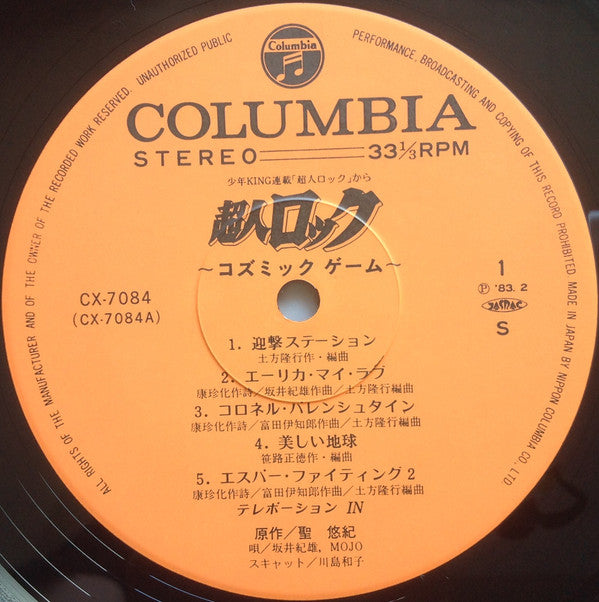 ALL RIGHTS OF THE MANUFACTURER AND OF THE OWNER OF THE RECORDED WORK RESERVED. UNAUTHORIZED PUBLIC PERFORMANCE, BROADCASTING AND COPYING OF THIS RECORD PROHIBITED. MADE IN JAPAN BY NIPPON COLUMBIA CO., LTD.
Columbia
COLUMBIA
STEREO 33 1/3 RPM
少年KING連載「超人ロック」から
超人ロック
～コズミック ゲーム～
CX-7084
(CX-7084A)
1
Ⓟ '83. 2
JASRAC
S
1. 迎撃ステーション
土方隆行作・編曲
2. エーリカ・マイ・ラブ
康珍化作詩／坂井紀雄作曲／土方隆行編曲
3. コロネル・バレンシュタイン
康珍化作詩／富田伊知郎作曲／土方隆行編曲
4. 美しい地球
笹路正徳作・編曲
5. エスパー・ファイティング 2
康珍化作詩／富田伊知郎作曲／土方隆行編曲
テレポーション IN
原作／聖 悠紀
唄／坂井紀雄, MOJO
スキャット／川島和子